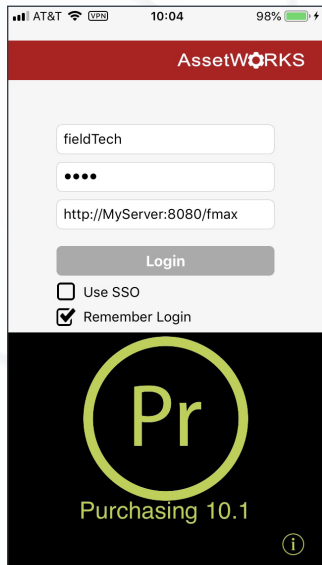 AT&T VPN 10:04 98%
AssetWORKS
fieldTech
••••
http://MyServer:8080/fmax
Login
Use SSO
Remember Login
Pr
Purchasing 10.1
i